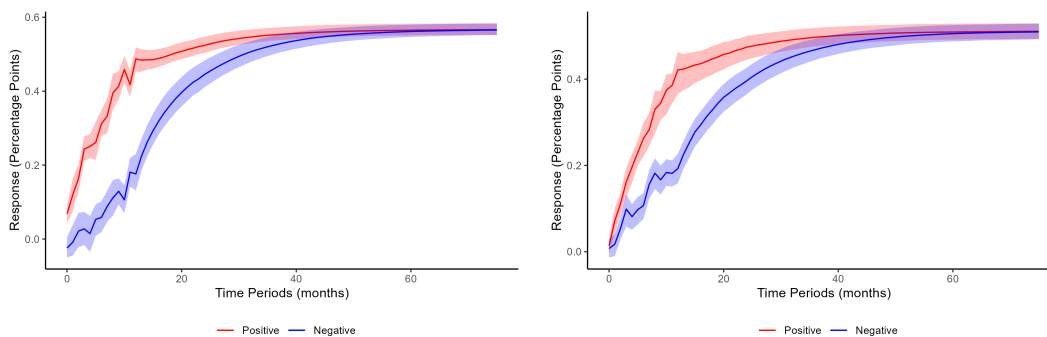 Response (Percentage Points)
0.6
0.4
0.2
0.0
0 20 40 60
Time Periods (months)
Positive Negative
Response (Percentage Points)
0.4
0.2
0.0
0 20 40 60
Time Periods (months)
Positive Negative